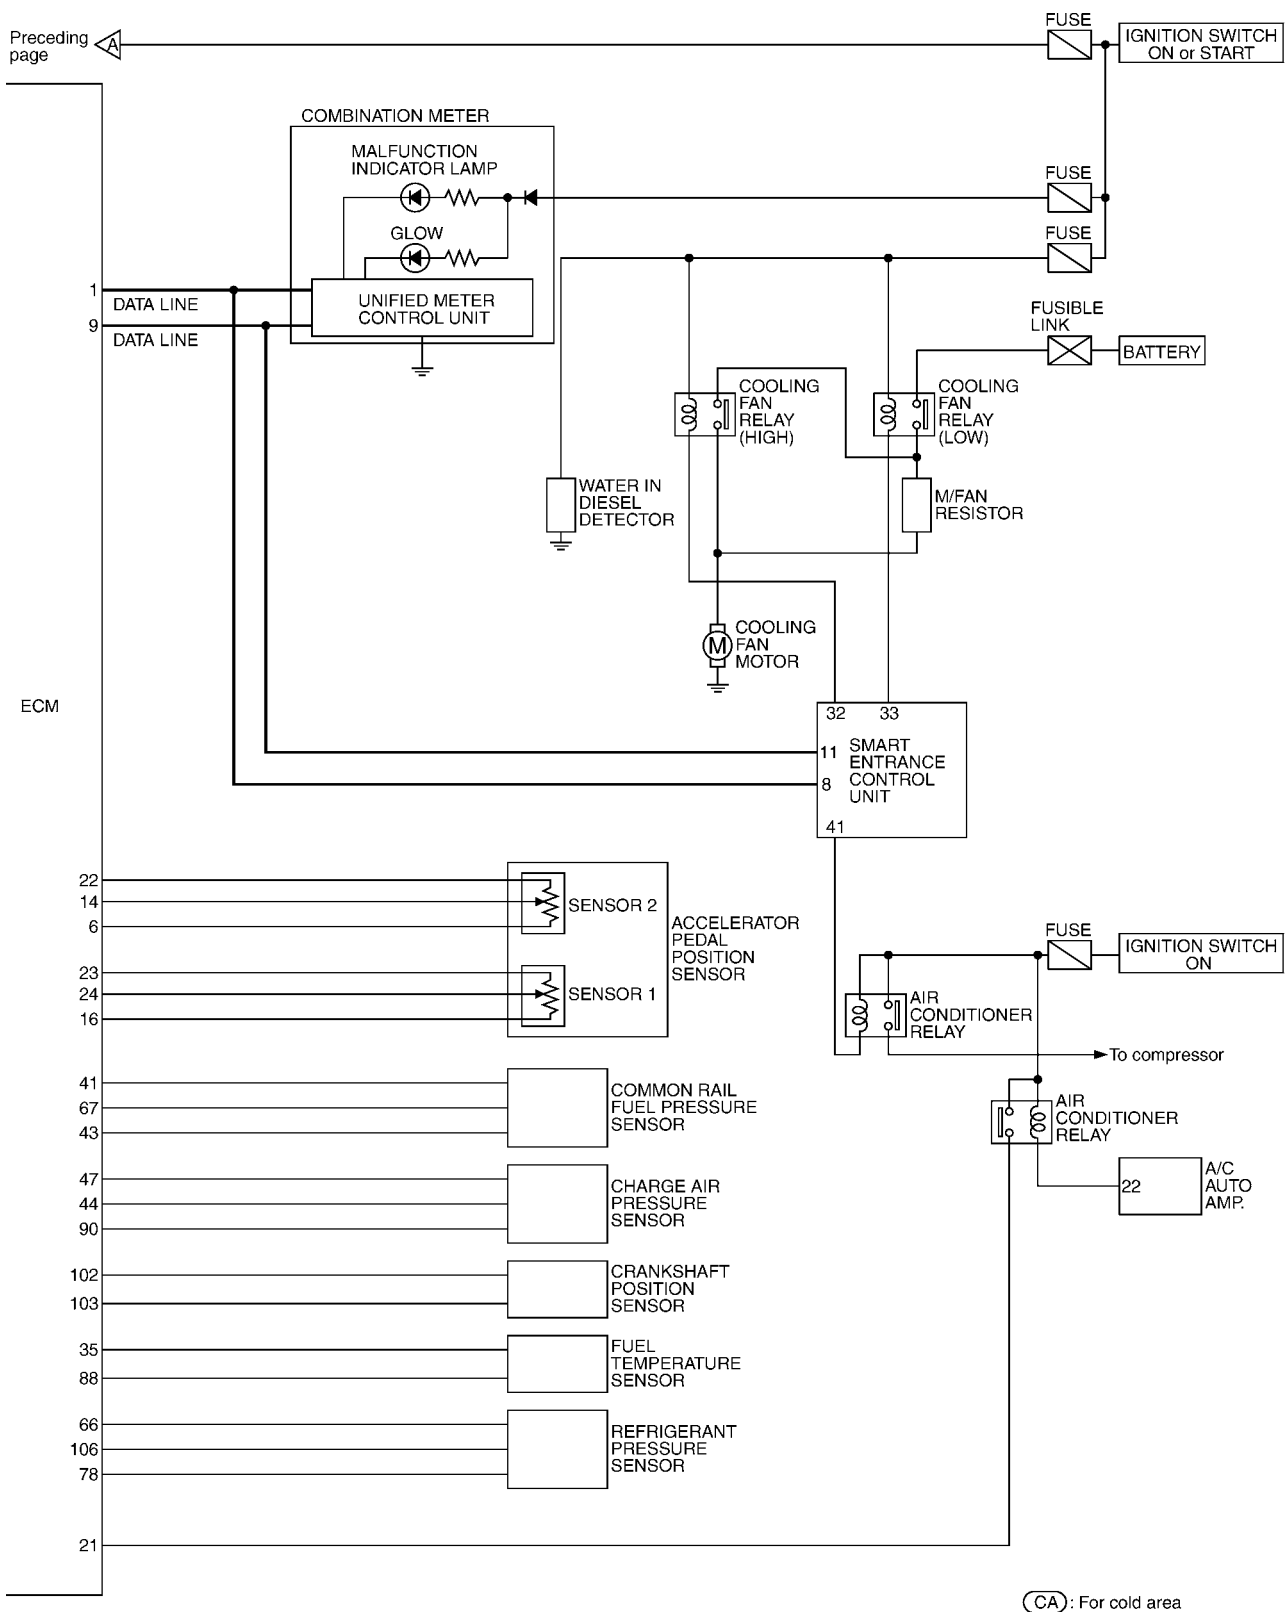 FUSE
Preceding
page
A
IGNITION SWITCH
ON or START
COMBINATION METER
MALFUNCTION
INDICATOR LAMP
FUSE
GLOW
FUSE
1
DATA LINE
UNIFIED METER
CONTROL UNIT
9
DATA LINE
FUSIBLE
LINK
BATTERY
COOLING
FAN
RELAY
(HIGH)
COOLING
FAN
RELAY
(LOW)
WATER IN
DIESEL
DETECTOR
M/FAN
RESISTOR
M
COOLING
FAN
MOTOR
ECM
32
33
11
8
41
SMART
ENTRANCE
CONTROL
UNIT
22
14
6
SENSOR 2
23
24
16
SENSOR 1
ACCELERATOR
PEDAL
POSITION
SENSOR
FUSE
IGNITION SWITCH
ON
AIR
CONDITIONER
RELAY
To compressor
41
67
43
COMMON RAIL
FUEL PRESSURE
SENSOR
AIR
CONDITIONER
RELAY
47
44
90
CHARGE AIR
PRESSURE
SENSOR
22
A/C
AUTO
AMP.
102
103
CRANKSHAFT
POSITION
SENSOR
35
88
FUEL
TEMPERATURE
SENSOR
66
106
78
REFRIGERANT
PRESSURE
SENSOR
21
CA : For cold area